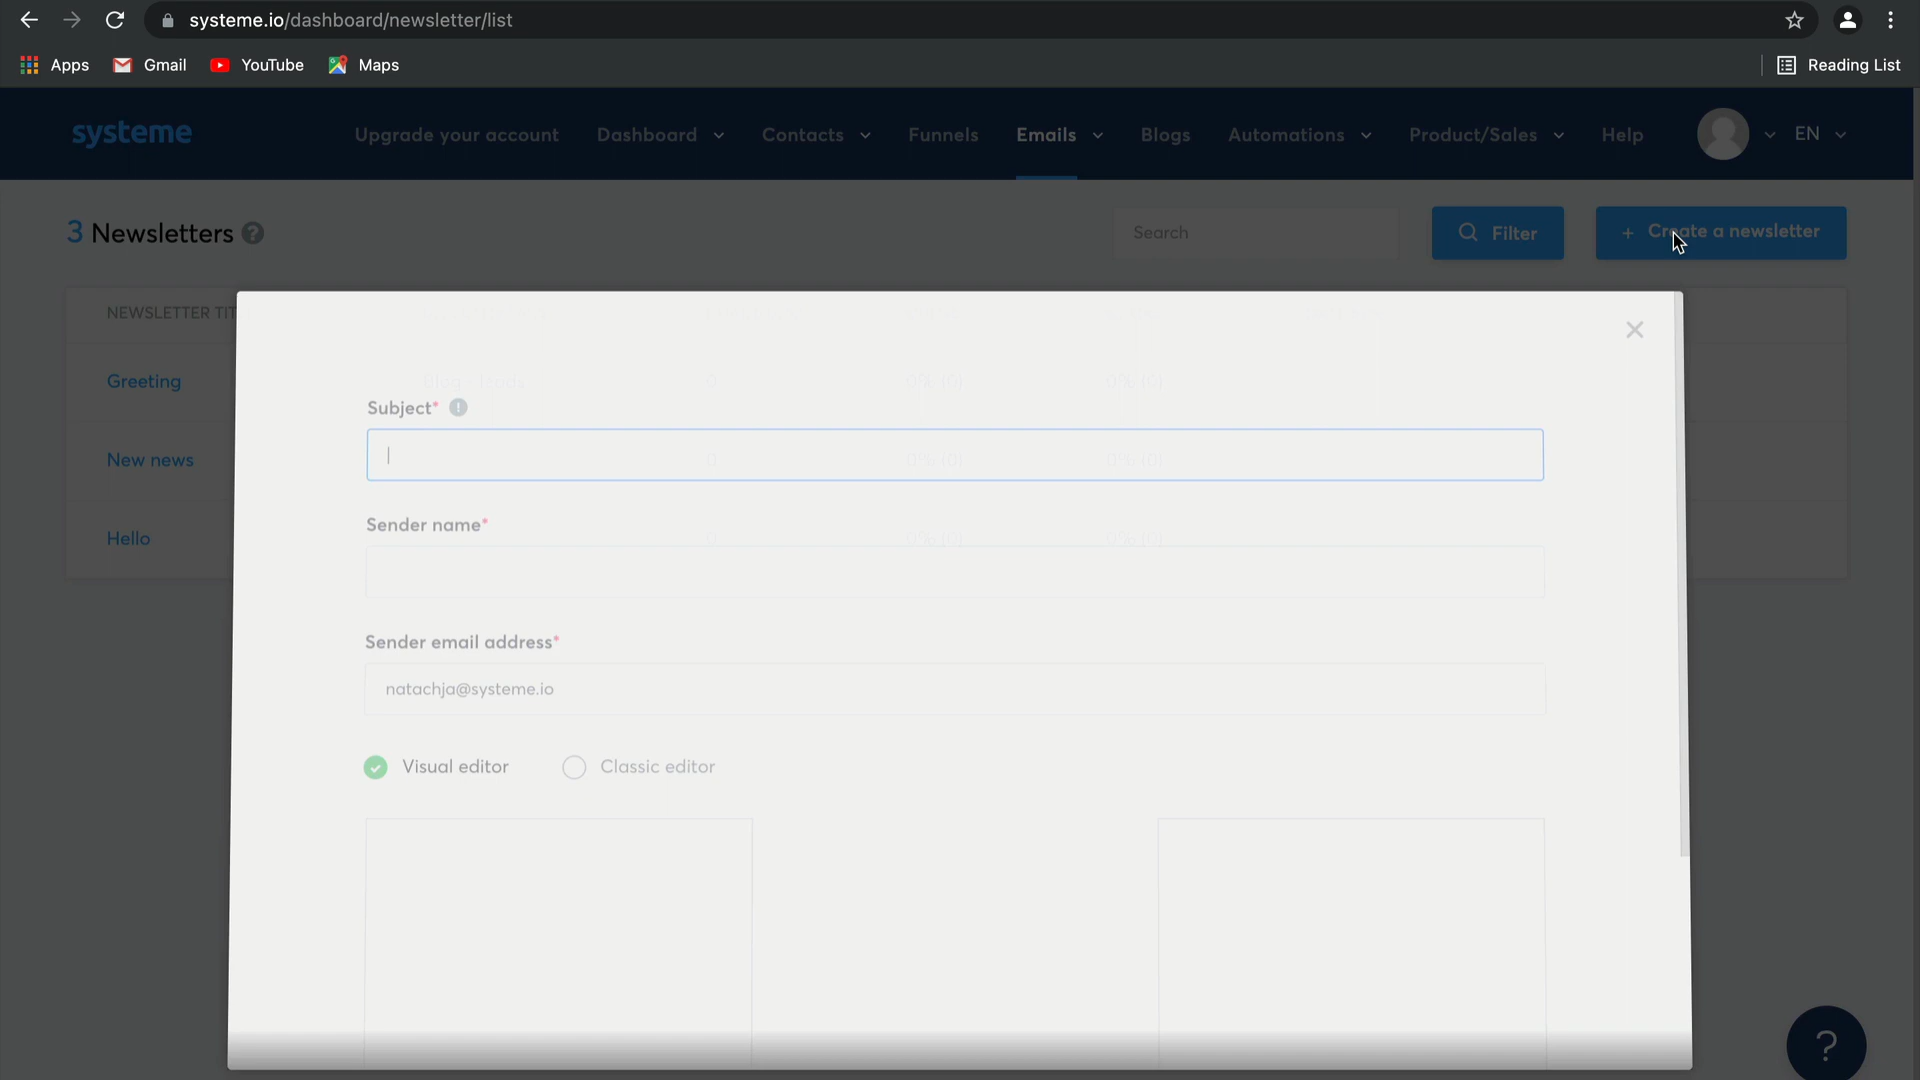 systeme.io/dashboard/newsletter/list
Apps Gmail YouTube Maps Reading List
systeme Upgrade your account Dashboard Contacts Funnels Emails Blogs Automations Product/Sales Help EN
3 Newsletters ? Search Filter + Create a newsletter
NEWSLETTER TIT
Greeting
Subject* !
New news
Sender name*
Hello
Sender email address*
natachja@systeme.io
Visual editor Classic editor
?